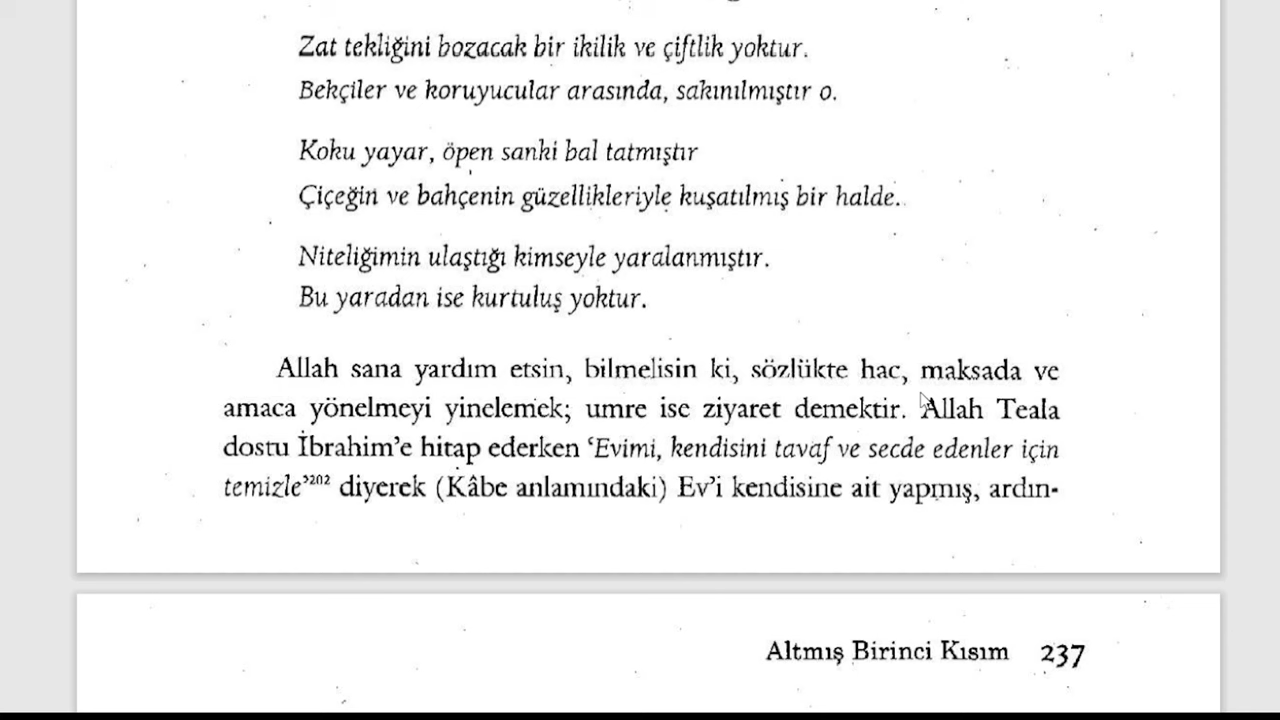 Zat tekliğini bozacak bir ikilik ve çiftlik yoktur.
Bekçiler ve koruyucular arasında, sakınılmıştır o.
Koku yayar, öpen sanki bal tatmıştır
Çiçeğin ve bahçenin güzellikleriyle kuşatılmış bir halde.
Niteliğimin ulaştığı kimseyle yaralanmıştır.
Bu yaradan ise kurtuluş yoktur.
Allah sana yardım etsin, bilmelisin ki, sözlükte hac, maksada ve
amaca yönelmeyi yinelemek; umre ise ziyaret demektir. Allah Teala
dostu İbrahim'e hitap ederken 'Evimi, kendisini tavaf ve secde edenler için
temizle'²⁰² diyerek (Kâbe anlamındaki) Ev'i kendisine ait yapmış, ardın-
Altmış Birinci Kısım 237